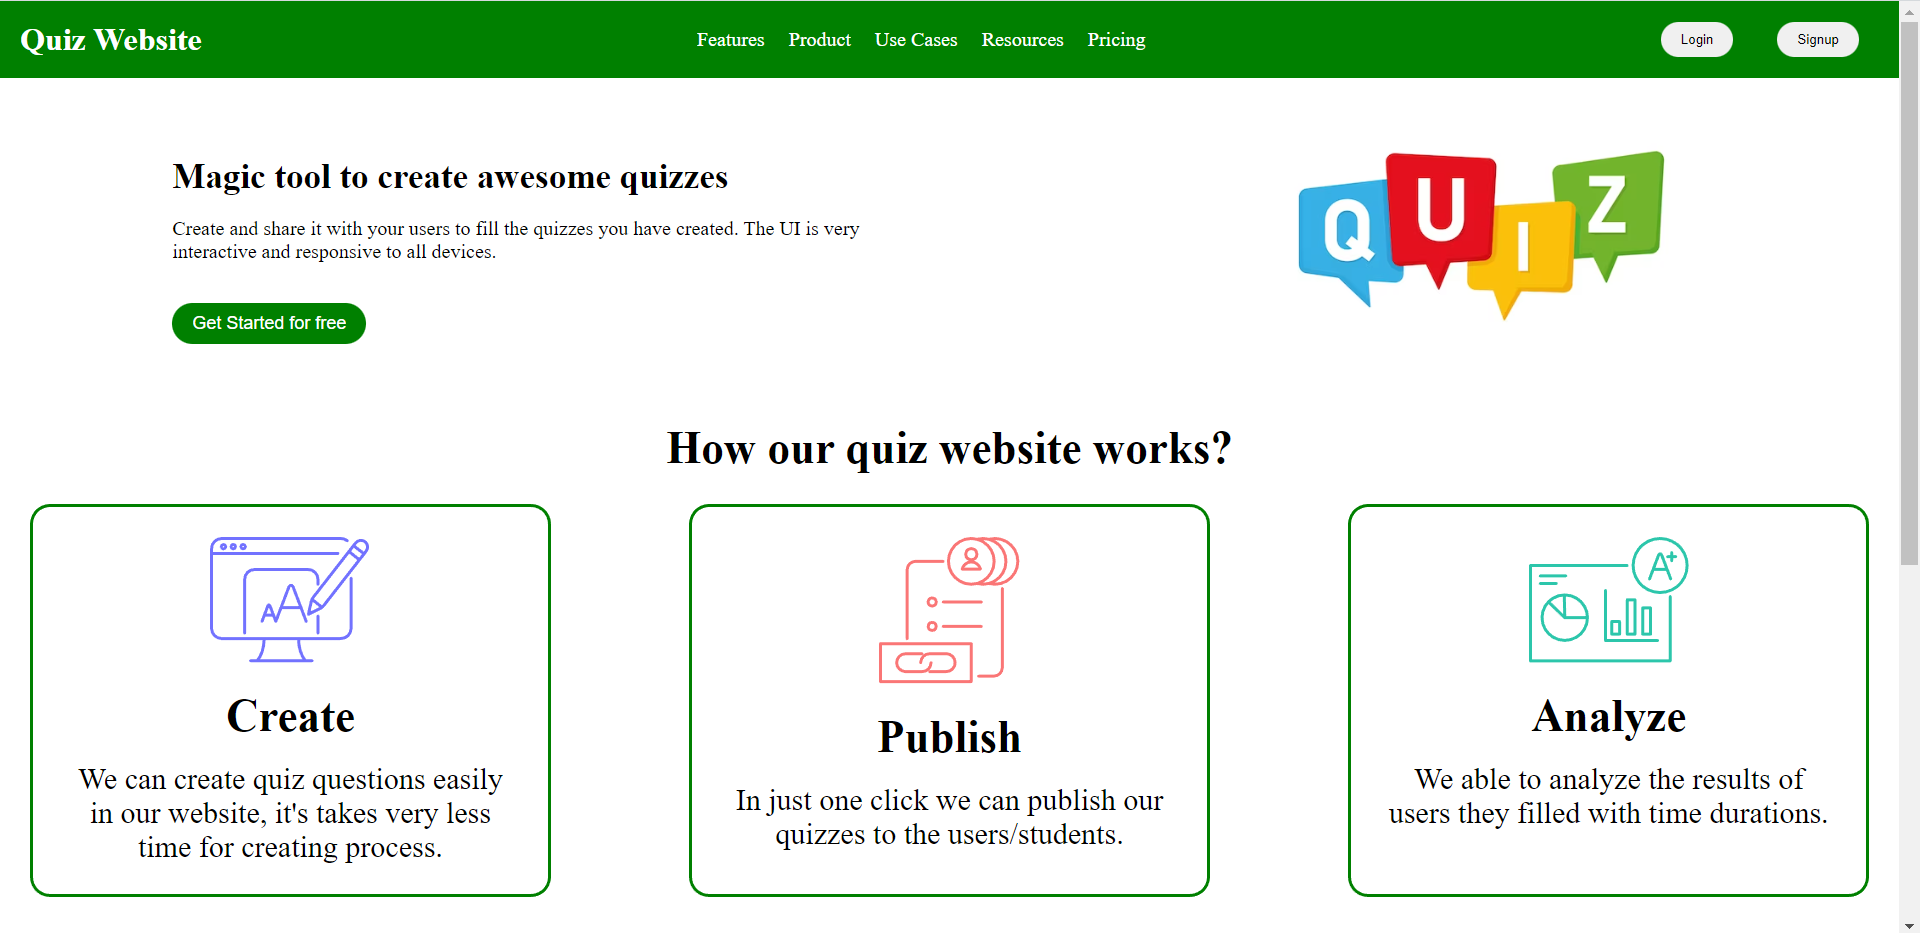 Quiz Website
Features Product Use Cases Resources Pricing
Login Signup
Magic tool to create awesome quizzes
Create and share it with your users to fill the quizzes you have created. The UI is very
interactive and responsive to all devices.
Get Started for free
QUIZ
How our quiz website works?
AA
Create
We can create quiz questions easily
in our website, it's takes very less
time for creating process.
Publish
In just one click we can publish our
quizzes to the users/students.
A+
Analyze
We able to analyze the results of
users they filled with time durations.